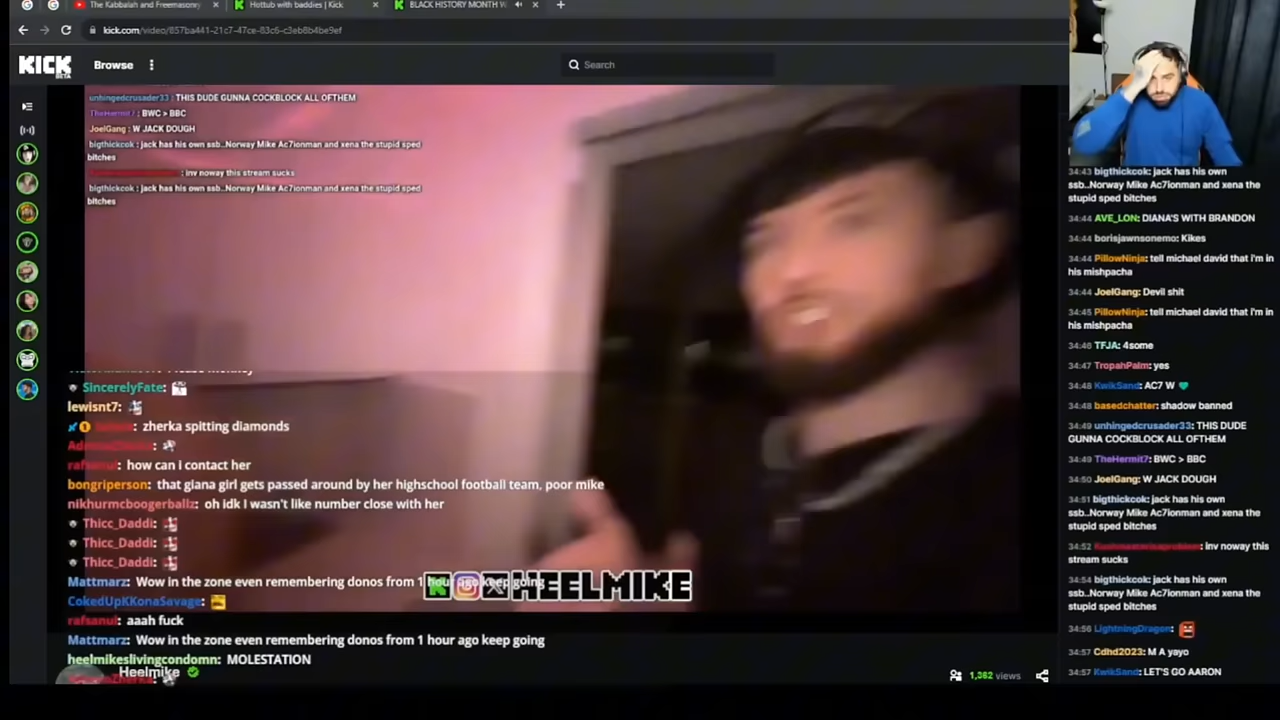 The Kabbalah and Freemasonry
Hottub with baddies | Kick
BLACK HISTORY MONTH W
kick.com/video/857ba441-21c7-47ce-83c6-c3eb8b4be9ef
KICK
BETA
Browse
Search
unhingedcrusader33 : THIS DUDE GUNNA COCKBLOCK ALL OFTHEM
TheHermit7 : BWC > BBC
JoelGang : W JACK DOUGH
bigthickcok : jack has his own ssb..Norway Mike Ac7ionman and xena the stupid sped
bitches
: inv noway this stream sucks
bigthickcok : jack has his own ssb..Norway Mike Ac7ionman and xena the stupid sped
bitches
SincerelyFate:
lewisnt7:
zherka spitting diamonds
rafsanul: how can i contact her
bongriperson: that giana girl gets passed around by her highschool football team, poor mike
nikhurmcboogerballz: oh idk I wasn't like number close with her
Thicc_Daddi:
Thicc_Daddi:
Thicc_Daddi:
Mattmarz: Wow in the zone even remembering donos from 1 hour ago keep going
CokedUpKKonaSavage:
rafsanul: aaah fuck
Mattmarz: Wow in the zone even remembering donos from 1 hour ago keep going
heelmikeslivingcondomn: MOLESTATION
HEELMIKE
Heelmike
1,362 views
34:43 bigthickcok: jack has his own
ssb..Norway Mike Ac7ionman and xena the
stupid sped bitches
34:44 AVE_LON: DIANA'S WITH BRANDON
34:44 borisjawnsonemo: Kikes
34:44 PillowNinja: tell michael david that i'm in
his mishpacha
34:44 JoelGang: Devil shit
34:45 PillowNinja: tell michael david that i'm in
his mishpacha
34:46 TFJA: 4some
34:47 TropahPalm: yes
34:48 KwikSand: AC7 W
34:48 basedchatter: shadow banned
34:49 unhingedcrusader33: THIS DUDE
GUNNA COCKBLOCK ALL OFTHEM
34:49 TheHermit7: BWC > BBC
34:50 JoelGang: W JACK DOUGH
34:51 bigthickcok: jack has his own
ssb..Norway Mike Ac7ionman and xena the
stupid sped bitches
34:52 inv noway this
stream sucks
34:54 bigthickcok: jack has his own
ssb..Norway Mike Ac7ionman and xena the
stupid sped bitches
34:56 LightningDragon:
34:57 Cdhd2023: M A yayo
34:57 KwikSand: LET'S GO AARON